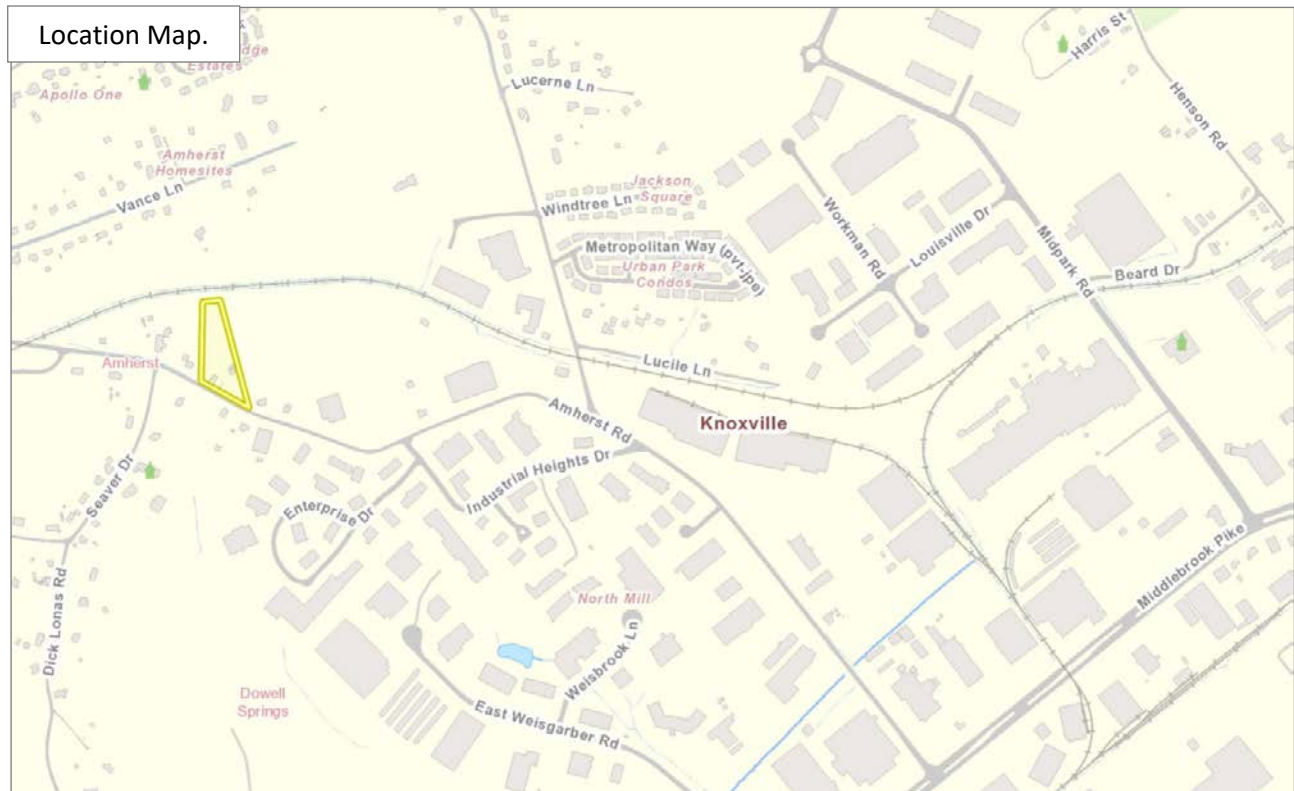 Location Map.
Estates
Apollo One
Amherst
Homesites
Vance Ln
Lucerne Ln
Harris St
Henson Rd
Jackson
Square
Windtree Ln
Metropolitan Way (pvt-jpe)
Urban Park
Condos
Workman Rd
Louisville Dr
Midpark Rd
Beard Dr
Amherst
Lucile Ln
Knoxville
Amherst Rd
Industrial Heights Dr
Enterprise Dr
Seaver Dr
Dick Lonas Rd
North Mill
Weisbrook Ln
Middlebrook Pike
Dowell
Springs
East Weisgarber Rd